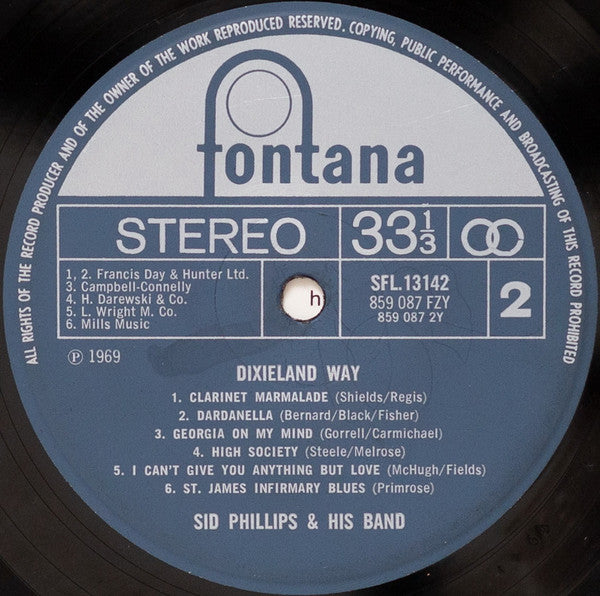 ALL RIGHTS OF THE RECORD PRODUCER AND OF THE OWNER OF THE WORK REPRODUCED RESERVED. COPYING, PUBLIC PERFORMANCE AND BROADCASTING OF THIS RECORD PROHIBITED
fontana
STEREO
33 1/3
1, 2. Francis Day & Hunter Ltd.
3. Campbell-Connelly
4. H. Darewski & Co.
5. L. Wright M. Co.
6. Mills Music
h
SFL.13142
859 087 FZY
859 087 2Y
2
℗ 1969
DIXIELAND WAY
1. CLARINET MARMALADE (Shields/Regis)
2. DARDANELLA (Bernard/Black/Fisher)
3. GEORGIA ON MY MIND (Gorrell/Carmichael)
4. HIGH SOCIETY (Steele/Melrose)
5. I CAN'T GIVE YOU ANYTHING BUT LOVE (McHugh/Fields)
6. ST. JAMES INFIRMARY BLUES (Primrose)
SID PHILLIPS & HIS BAND